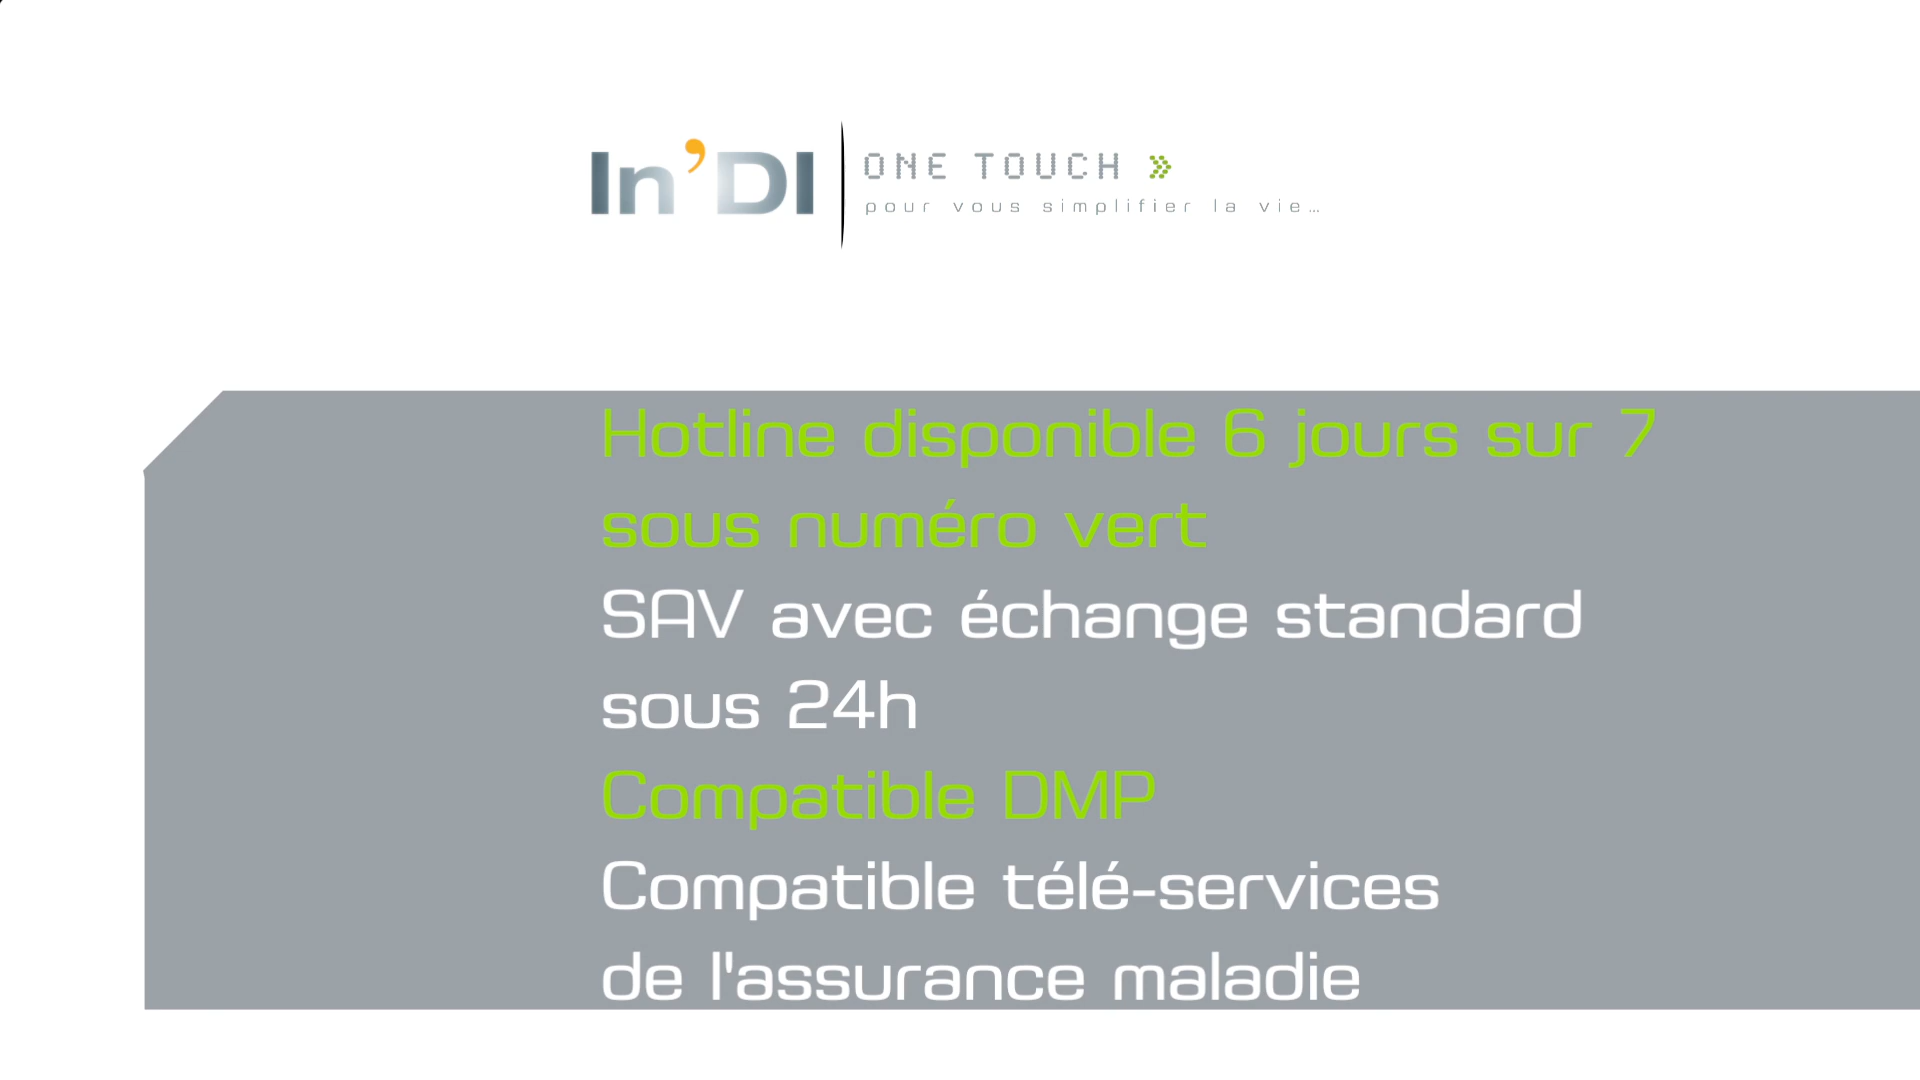 In’DI
ONE TOUCH
pour vous simplifier la vie...
Hotline disponible 6 jours sur 7
sous numéro vert
SAV avec échange standard
sous 24h
Compatible DMP
Compatible télé-services
de l'assurance maladie